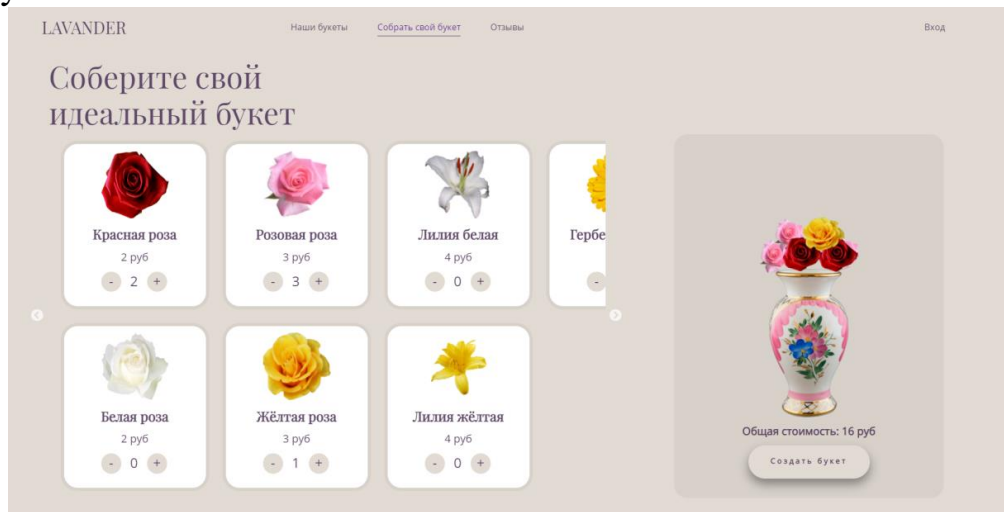 у
LAVANDER
Наши букеты Собрать свой букет Отзывы
Вход
Соберите свой
идеальный букет
Красная роза
2 руб
- 2 +
Розовая роза
3 руб
- 3 +
Лилия белая
4 руб
- 0 +
Гербе
-
Белая роза
2 руб
- 0 +
Жёлтая роза
3 руб
- 1 +
Лилия жёлтая
4 руб
- 0 +
Общая стоимость: 16 руб
Создать букет